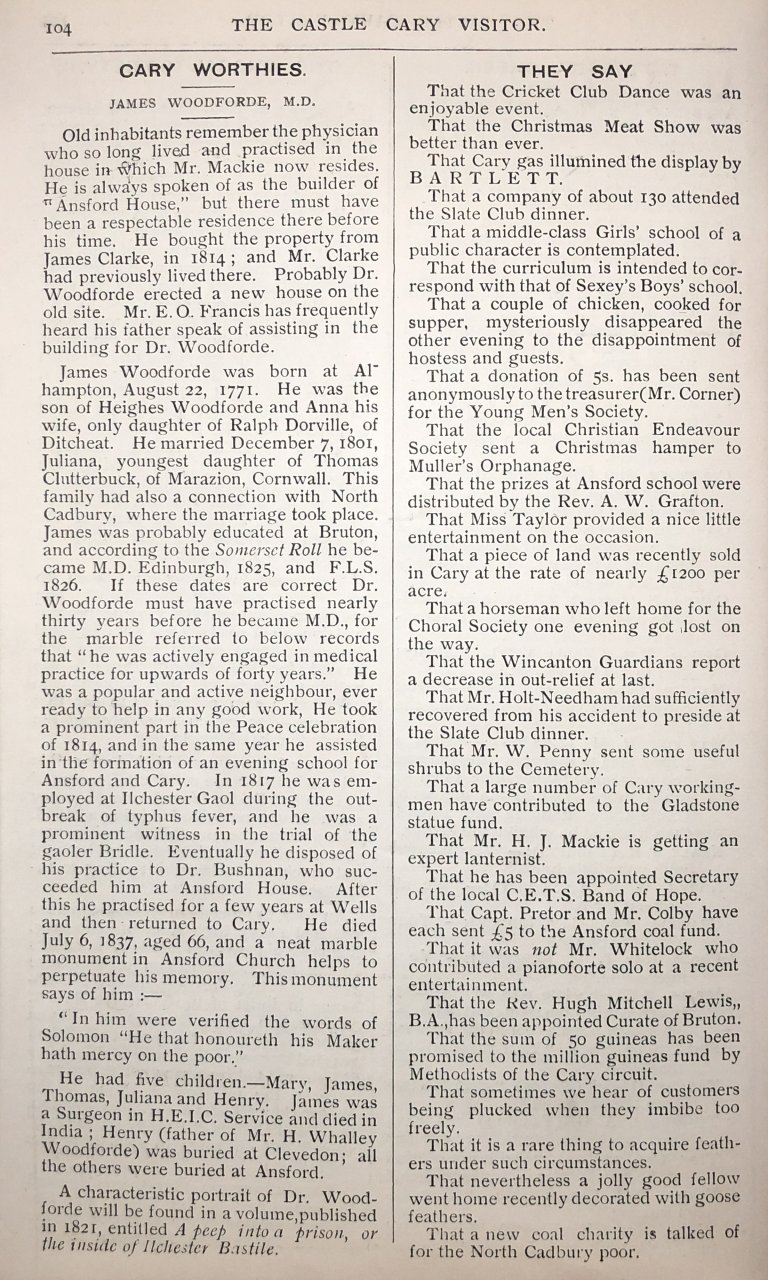 104
THE CASTLE CARY VISITOR.
CARY WORTHIES.
JAMES WOODFORDE, M.D.
Old inhabitants remember the physician
who so long lived and practised in the
house in which Mr. Mackie now resides.
He is always spoken of as the builder of
"Ansford House," but there must have
been a respectable residence there before
his time. He bought the property from
James Clarke, in 1814; and Mr. Clarke
had previously lived there. Probably Dr.
Woodforde erected a new house on the
old site. Mr. E. O. Francis has frequently
heard his father speak of assisting in the
building for Dr. Woodforde.
James Woodforde was born at Al-
hampton, August 22, 1771. He was the
son of Heighes Woodforde and Anna his
wife, only daughter of Ralph Dorville, of
Ditcheat. He married December 7, 1801,
Juliana, youngest daughter of Thomas
Clutterbuck, of Marazion, Cornwall. This
family had also a connection with North
Cadbury, where the marriage took place.
James was probably educated at Bruton,
and according to the Somerset Roll he be-
came M.D. Edinburgh, 1825, and F.L.S.
1826. If these dates are correct Dr.
Woodforde must have practised nearly
thirty years before he became M.D., for
the marble referred to below records
that "he was actively engaged in medical
practice for upwards of forty years." He
was a popular and active neighbour, ever
ready to help in any good work, He took
a prominent part in the Peace celebration
of 1814, and in the same year he assisted
in the formation of an evening school for
Ansford and Cary. In 1817 he was em-
ployed at Ilchester Gaol during the out-
break of typhus fever, and he was a
prominent witness in the trial of the
gaoler Bridle. Eventually he disposed of
his practice to Dr. Bushnan, who suc-
ceeded him at Ansford House. After
this he practised for a few years at Wells
and then returned to Cary. He died
July 6, 1837, aged 66, and a neat marble
monument in Ansford Church helps to
perpetuate his memory. This monument
says of him :—
"In him were verified the words of
Solomon "He that honoureth his Maker
hath mercy on the poor."
He had five children.—Mary, James,
Thomas, Juliana and Henry. James was
a Surgeon in H.E.I.C. Service and died in
India; Henry (father of Mr. H. Whalley
Woodforde) was buried at Clevedon; all
the others were buried at Ansford.
A characteristic portrait of Dr. Wood-
forde will be found in a volume,published
in 1821, entitled A peep into a prison, or
the inside of Ilchester Bastile.
THEY SAY
That the Cricket Club Dance was an
enjoyable event.
That the Christmas Meat Show was
better than ever.
That Cary gas illumined the display by
BARTLETT.
That a company of about 130 attended
the Slate Club dinner.
That a middle-class Girls' school of a
public character is contemplated.
That the curriculum is intended to cor-
respond with that of Sexey's Boys' school.
That a couple of chicken, cooked for
supper, mysteriously disappeared the
other evening to the disappointment of
hostess and guests.
That a donation of 5s. has been sent
anonymously to the treasurer(Mr. Corner)
for the Young Men's Society.
That the local Christian Endeavour
Society sent a Christmas hamper to
Muller's Orphanage.
That the prizes at Ansford school were
distributed by the Rev. A. W. Grafton.
That Miss Taylor provided a nice little
entertainment on the occasion.
That a piece of land was recently sold
in Cary at the rate of nearly £1200 per
acre.
That a horseman who left home for the
Choral Society one evening got lost on
the way.
That the Wincanton Guardians report
a decrease in out-relief at last.
That Mr. Holt-Needham had sufficiently
recovered from his accident to preside at
the Slate Club dinner.
That Mr. W. Penny sent some useful
shrubs to the Cemetery.
That a large number of Cary working-
men have contributed to the Gladstone
statue fund.
That Mr. H. J. Mackie is getting an
expert lanternist.
That he has been appointed Secretary
of the local C.E.T.S. Band of Hope.
That Capt. Pretor and Mr. Colby have
each sent £5 to the Ansford coal fund.
That it was not Mr. Whitelock who
contributed a pianoforte solo at a recent
entertainment.
That the Rev. Hugh Mitchell Lewis,,
B.A.,has been appointed Curate of Bruton.
That the sum of 50 guineas has been
promised to the million guineas fund by
Methodists of the Cary circuit.
That sometimes we hear of customers
being plucked when they imbibe too
freely.
That it is a rare thing to acquire feath-
ers under such circumstances.
That nevertheless a jolly good fellow
went home recently decorated with goose
feathers.
That a new coal charity is talked of
for the North Cadbury poor.